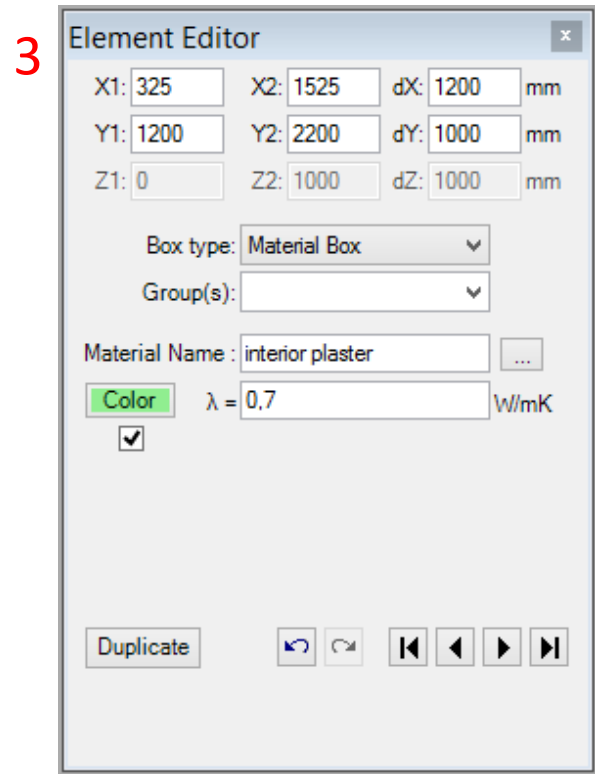 3
Element Editor x
X1: 325 X2: 1525 dX: 1200 mm
Y1: 1200 Y2: 2200 dY: 1000 mm
Z1: 0 Z2: 1000 dZ: 1000 mm
Box type: Material Box
Group(s):
Material Name : interior plaster ...
Color λ = 0,7 W/mK
Duplicate